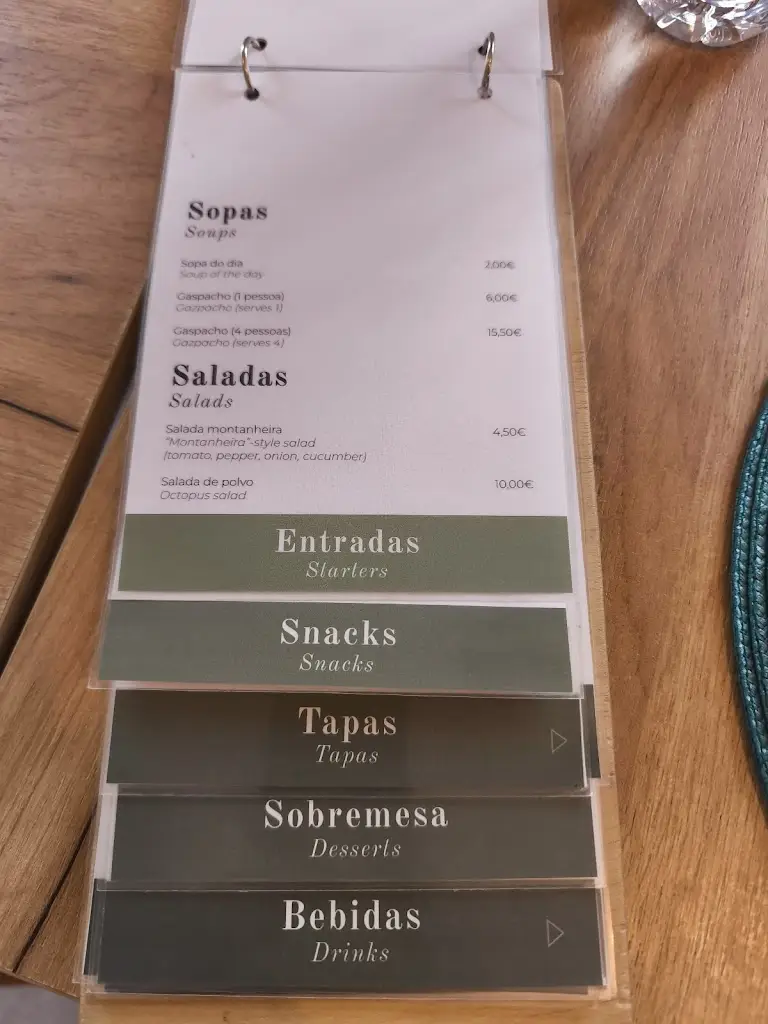 Sopas
Soups
Sopa do dia 2,00€
Soup of the day
Gaspacho (1 pessoa) 6,00€
Gazpacho (serves 1)
Gaspacho (4 pessoas) 15,50€
Gazpacho (serves 4)
Saladas
Salads
Salada montanheira 4,50€
"Montanheira"-style salad
(tomato, pepper, onion, cucumber)
Salada de polvo 10,00€
Octopus salad
Entradas
Starters
Snacks
Snacks
Tapas
Tapas
Sobremesa
Desserts
Bebidas
Drinks